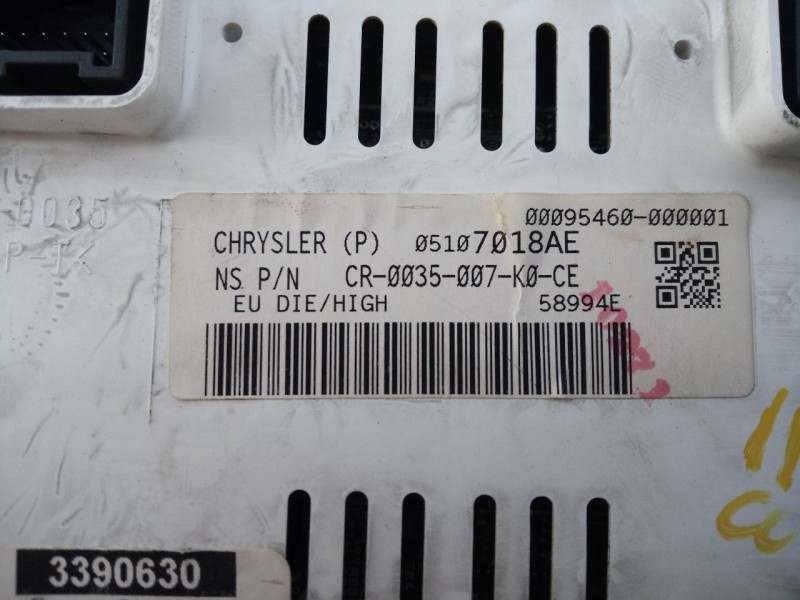 00095460-000001
CHRYSLER (P) 05107018AE
NS P/N CR-0035-007-K0-CE
EU DIE/HIGH 58994E
3390630